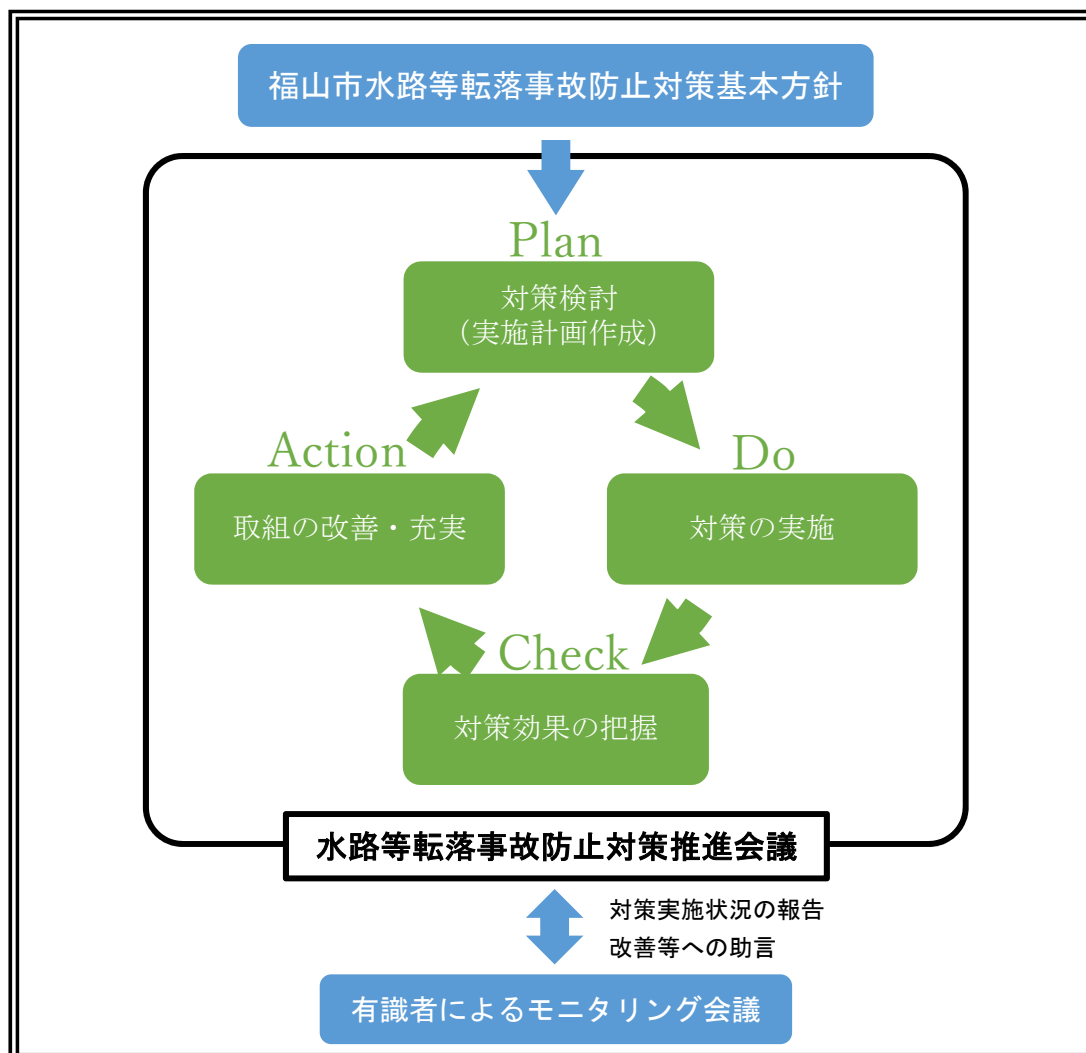 福山市水路等転落事故防止対策基本方針
Plan
対策検討
（実施計画作成）
Action
Do
取組の改善・充実
対策の実施
Check
対策効果の把握
水路等転落事故防止対策推進会議
対策実施状況の報告
改善等への助言
有識者によるモニタリング会議